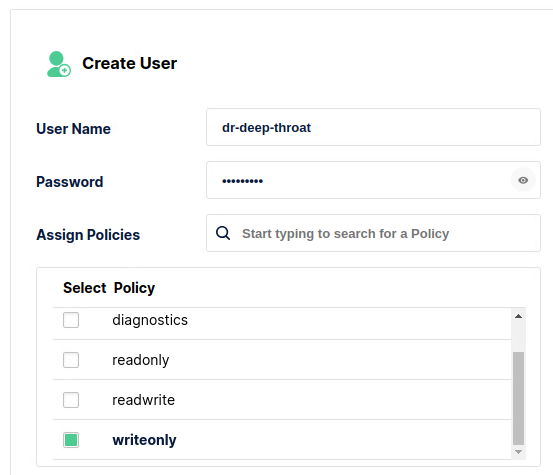 Create User
User Name
dr-deep-throat
Password
•••••••••
Assign Policies
Start typing to search for a Policy
Select Policy
diagnostics
readonly
readwrite
writeonly